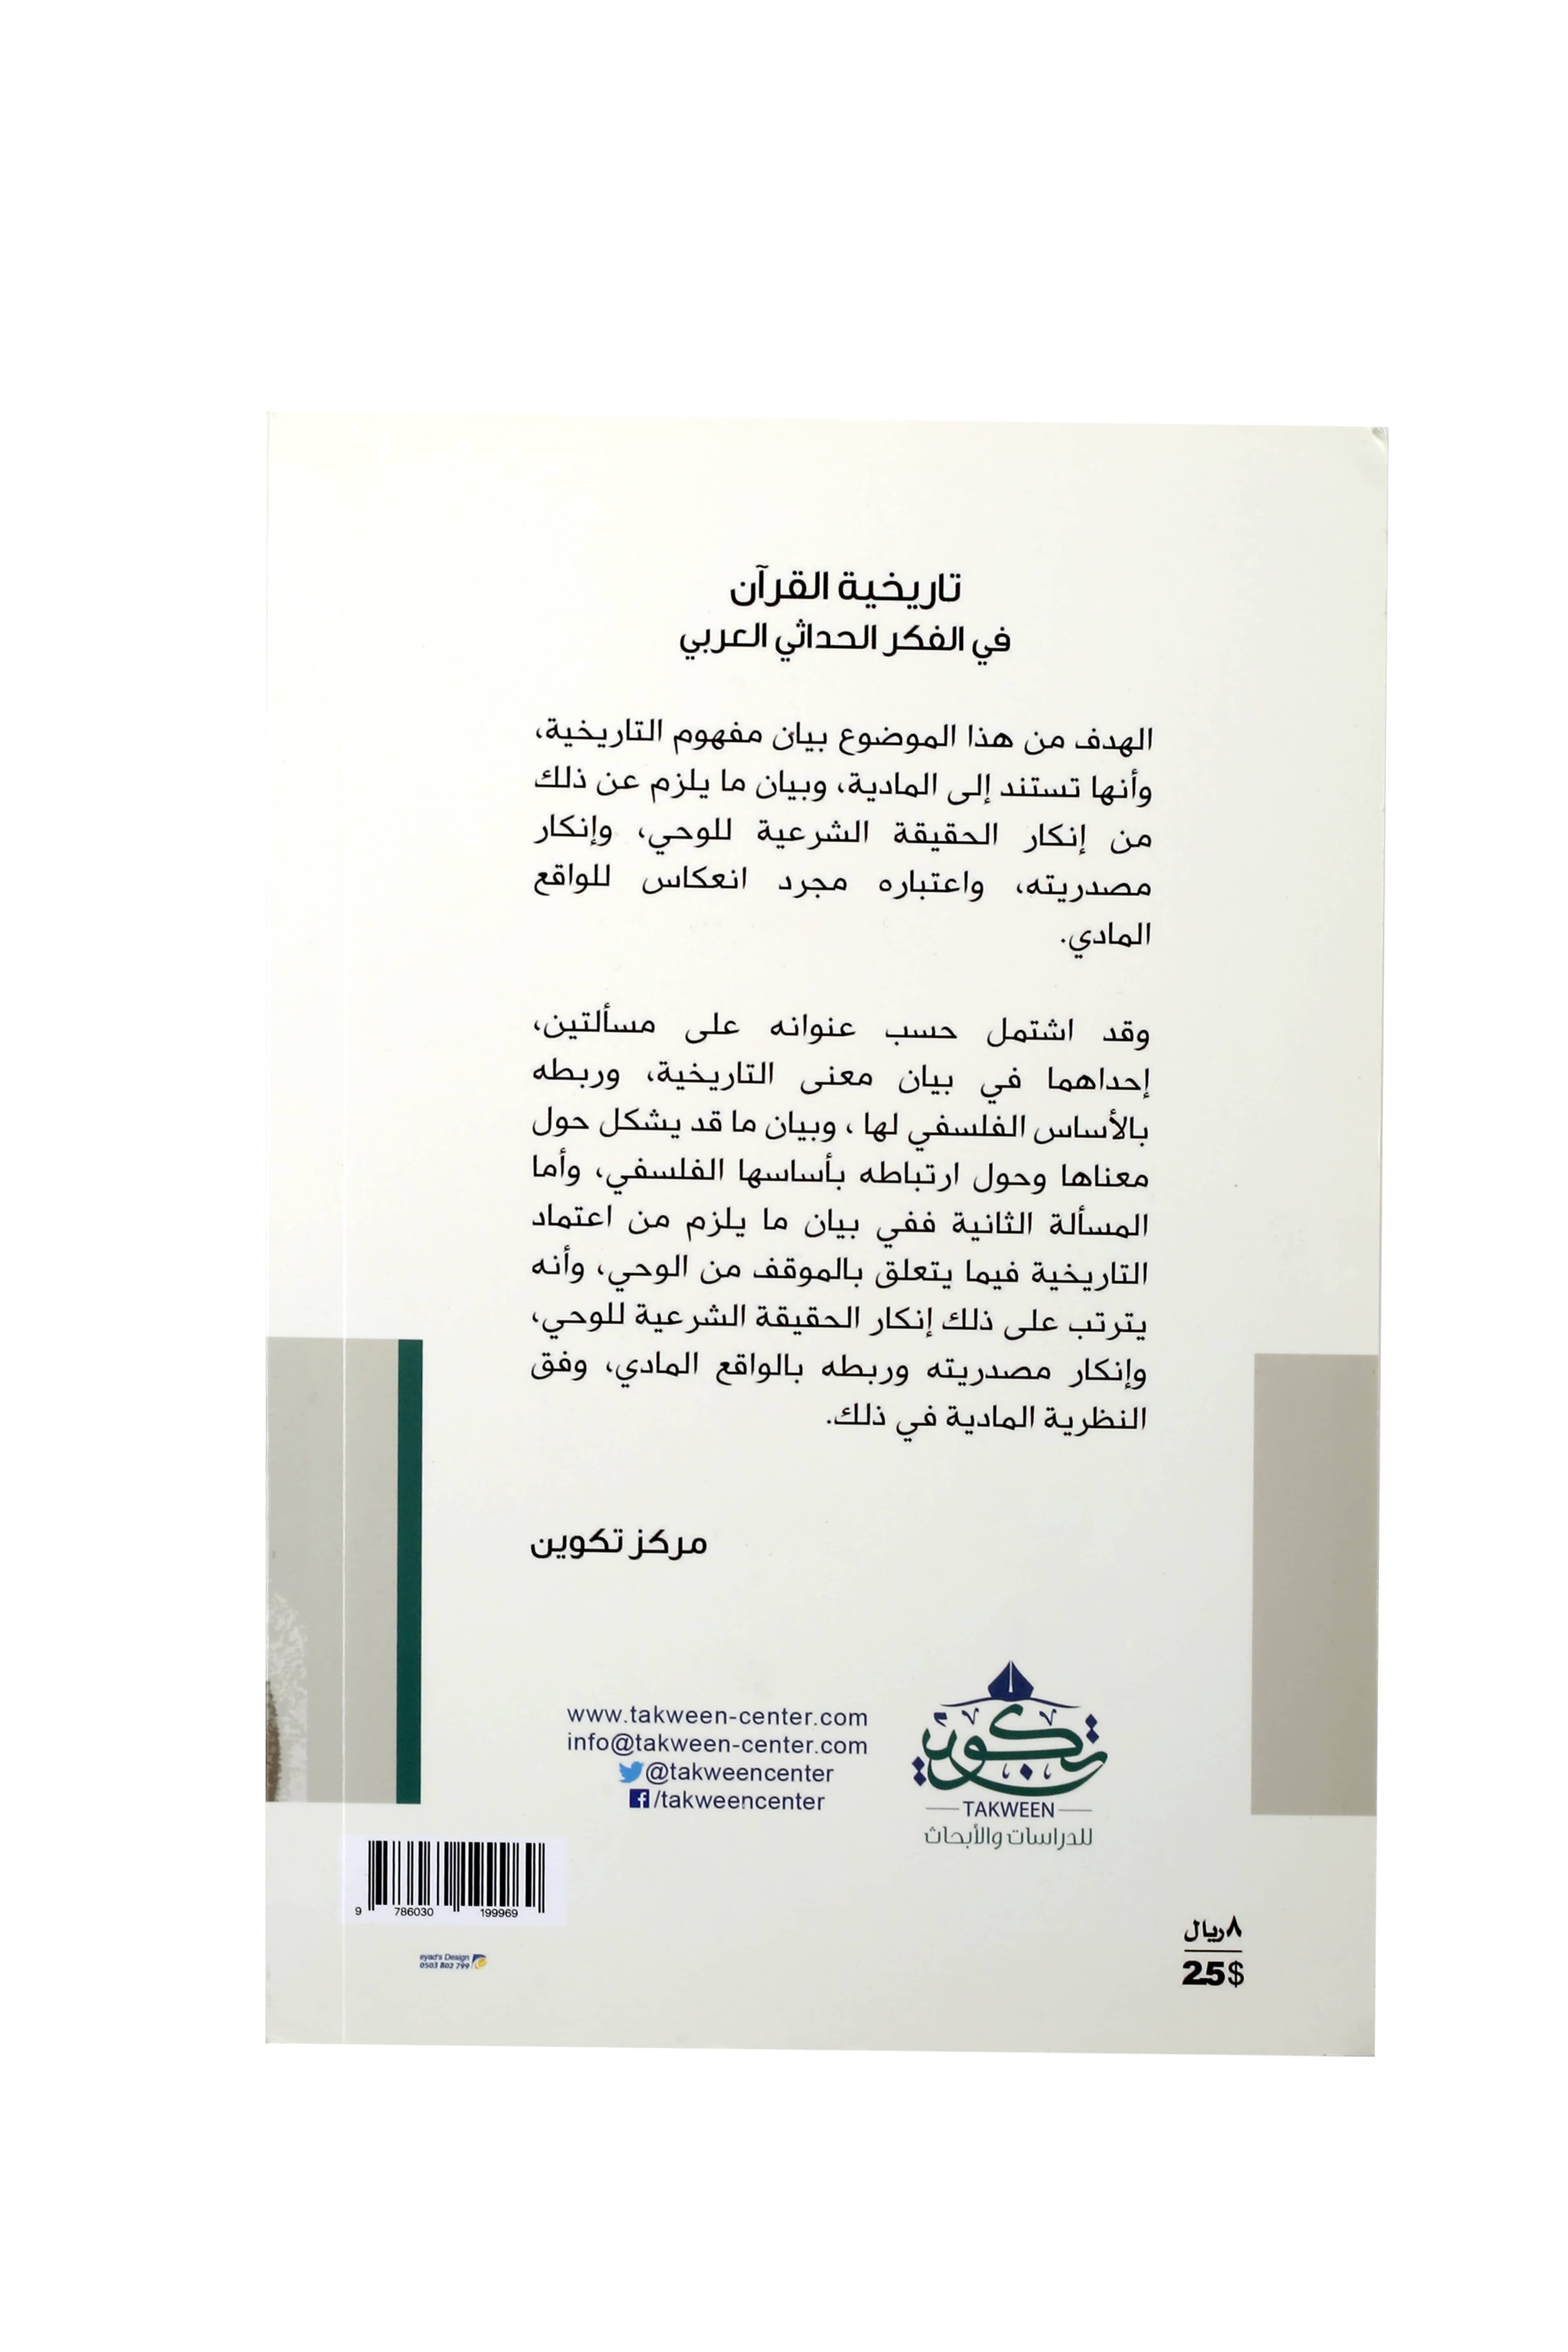 تاريخية القرآن
في الفكر الحداثي العربي
الهدف من هذا الموضوع بيان مفهوم التاريخية،
وأنها تستند إلى المادية، وبيان ما يلزم عن ذلك
من إنكار الحقيقة الشرعية للوحي، وإنكار
مصدريته، واعتباره مجرد انعكاس للواقع
المادي.
وقد اشتمل حسب عنوانه على مسألتين،
إحداهما في بيان معنى التاريخية، وربطه
بالأساس الفلسفي لها ، وبيان ما قد يشكل حول
معناها وحول ارتباطه بأساسها الفلسفي، وأما
المسألة الثانية ففي بيان ما يلزم من اعتماد
التاريخية فيما يتعلق بالموقف من الوحي، وأنه
يترتب على ذلك إنكار الحقيقة الشرعية للوحي،
وإنكار مصدريته وربطه بالواقع المادي، وفق
النظرية المادية في ذلك.
مركز تكوين
تكوين
TAKWEEN
للدراسات والأبحاث
www.takween-center.com
info@takween-center.com
@takweencenter
/takweencenter
9 786030 199969
eyad's Design
0503 802 799
٨ ريال
2.5$